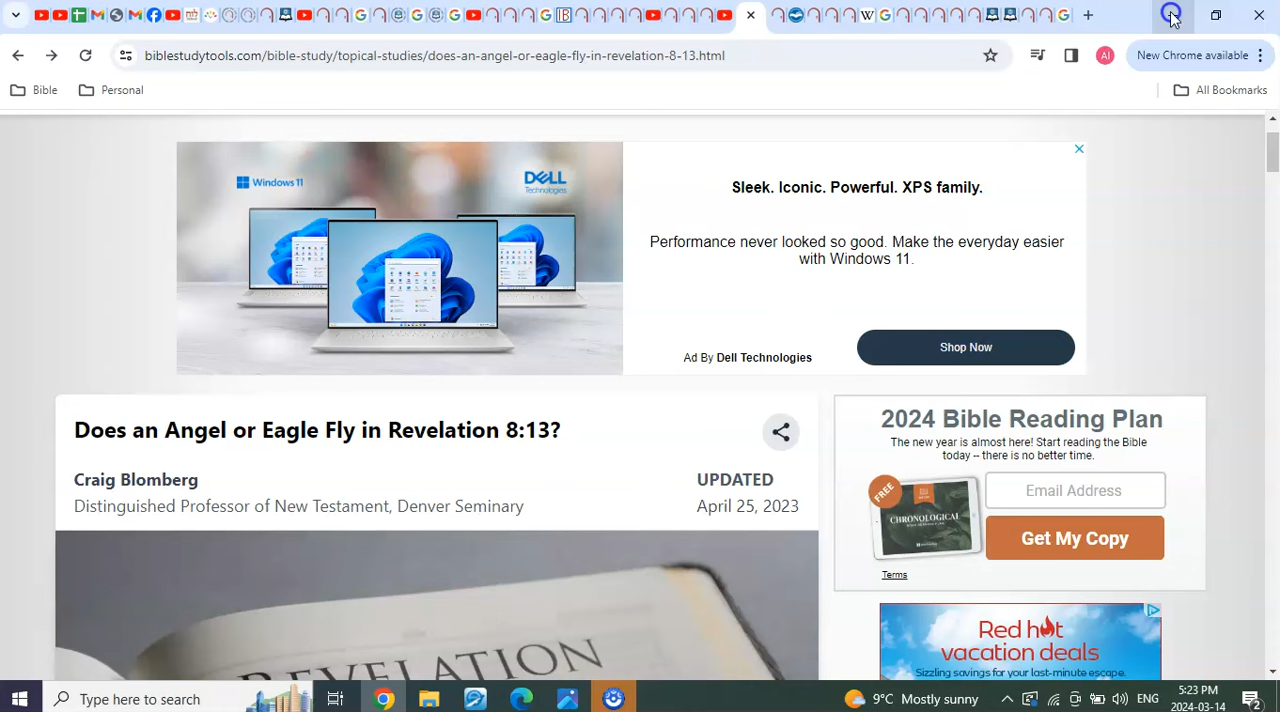 biblestudytools.com/bible-study/topical-studies/does-an-angel-or-eagle-fly-in-revelation-8-13.html
AI
New Chrome available
Bible
Personal
All Bookmarks
Windows 11
DELL
Technologies
Sleek. Iconic. Powerful. XPS family.
Performance never looked so good. Make the everyday easier
with Windows 11.
Ad By Dell Technologies
Shop Now
Does an Angel or Eagle Fly in Revelation 8:13?
Craig Blomberg
Distinguished Professor of New Testament, Denver Seminary
UPDATED
April 25, 2023
REVELATION
2024 Bible Reading Plan
The new year is almost here! Start reading the Bible
today -- there is no better time.
FREE
CHRONOLOGICAL
Email Address
Get My Copy
Terms
Red hot
vacation deals
Sizzling savings for your last-minute escape.
Type here to search
9°C Mostly sunny
ENG
5:23 PM
2024-03-14
2